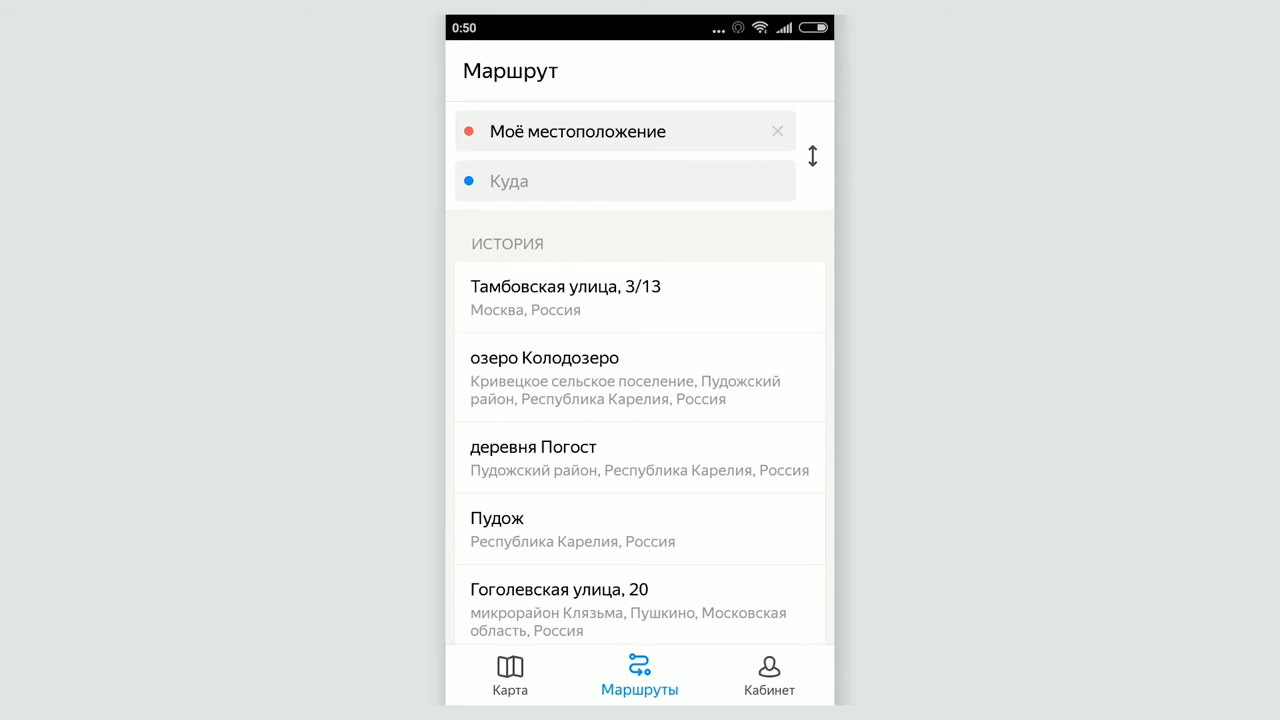 0:50
Маршрут
Моё местоположение
Куда
ИСТОРИЯ
Тамбовская улица, 3/13
Москва, Россия
озеро Колодозеро
Кривецкое сельское поселение, Пудожский
район, Республика Карелия, Россия
деревня Погост
Пудожский район, Республика Карелия, Россия
Пудож
Республика Карелия, Россия
Гоголевская улица, 20
микрорайон Клязьма, Пушкино, Московская
область, Россия
Карта
Маршруты
Кабинет